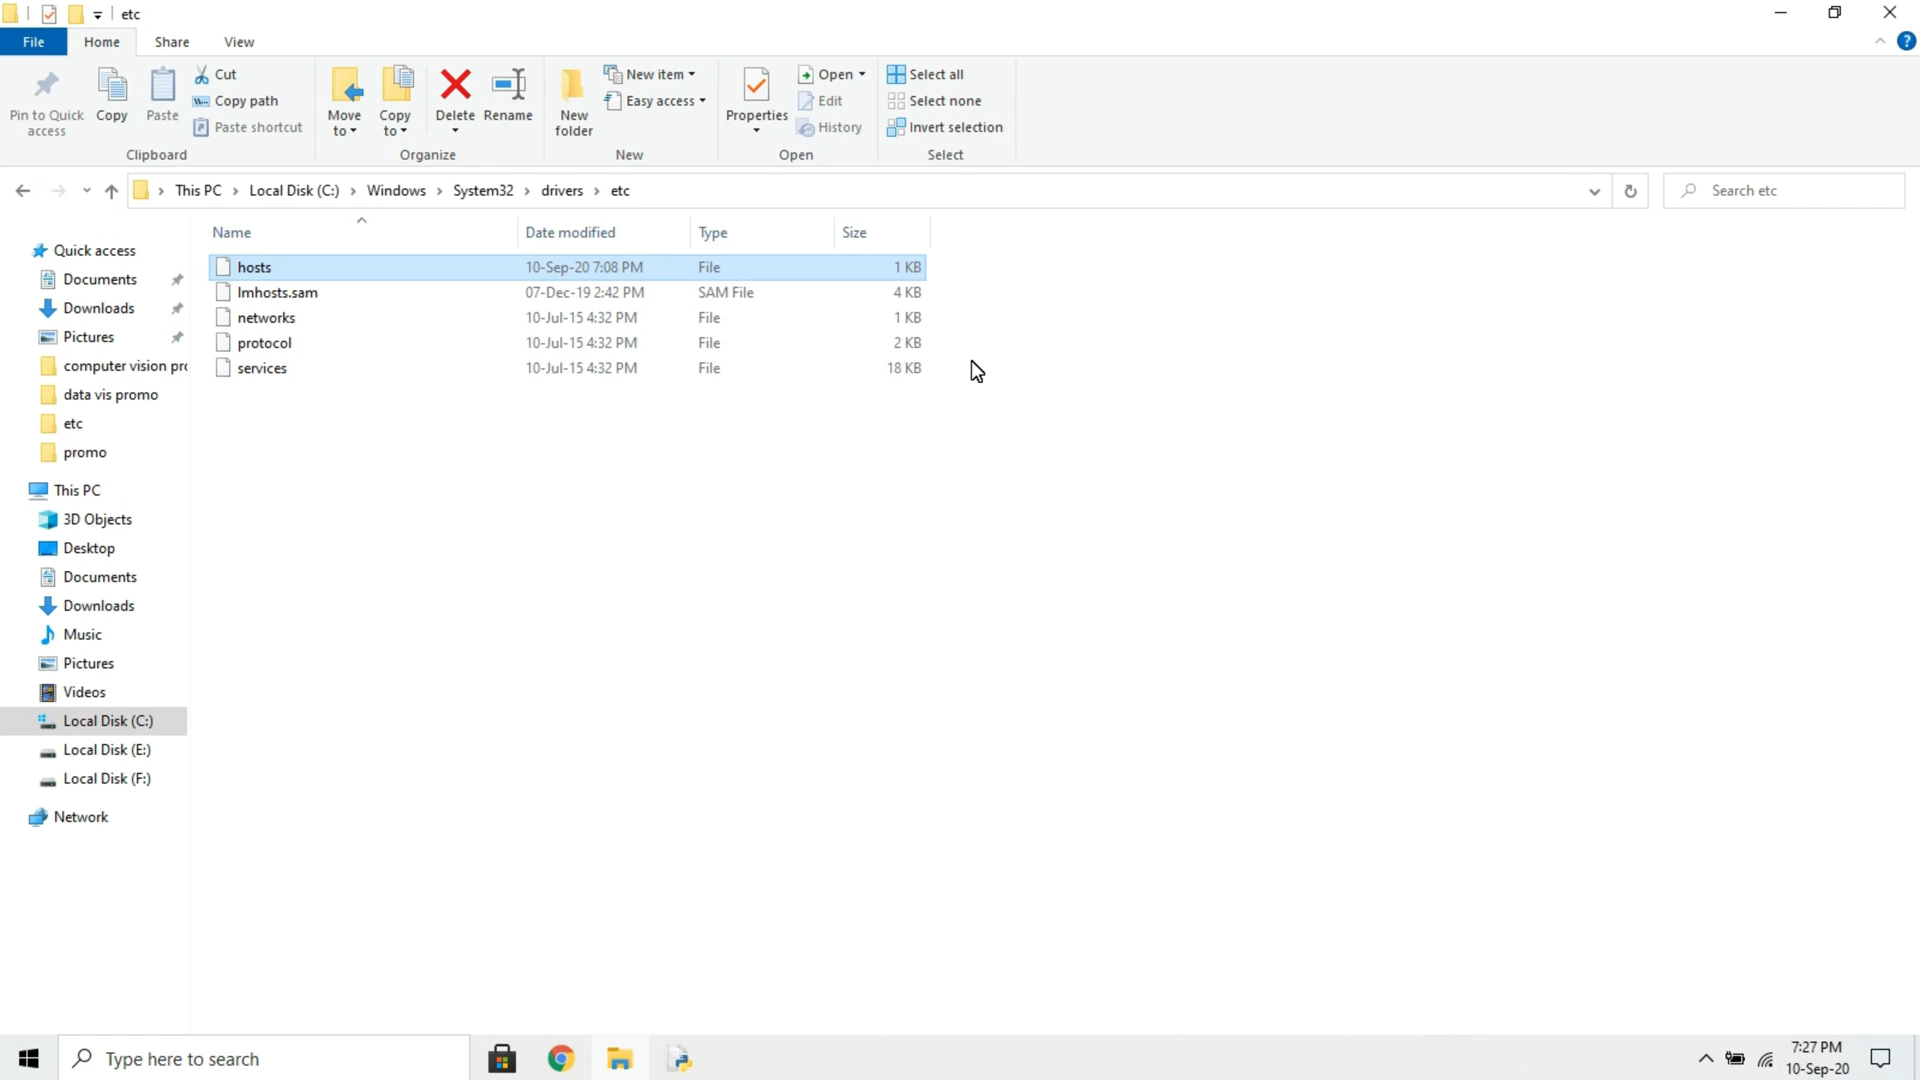 etc
File Home Share View
Pin to Quick access
Copy
Paste
Cut
Copy path
Paste shortcut
Clipboard
Move to
Copy to
Delete
Rename
Organize
New folder
New item
Easy access
New
Properties
Open
Edit
History
Open
Select all
Select none
Invert selection
Select
This PC Local Disk (C:) Windows System32 drivers etc
Search etc
Name Date modified Type Size
hosts 10-Sep-20 7:08 PM File 1 KB
lmhosts.sam 07-Dec-19 2:42 PM SAM File 4 KB
networks 10-Jul-15 4:32 PM File 1 KB
protocol 10-Jul-15 4:32 PM File 2 KB
services 10-Jul-15 4:32 PM File 18 KB
Quick access
Documents
Downloads
Pictures
computer vision pro
data vis promo
etc
promo
This PC
3D Objects
Desktop
Documents
Downloads
Music
Pictures
Videos
Local Disk (C:)
Local Disk (E:)
Local Disk (F:)
Network
Type here to search
7:27 PM
10-Sep-20